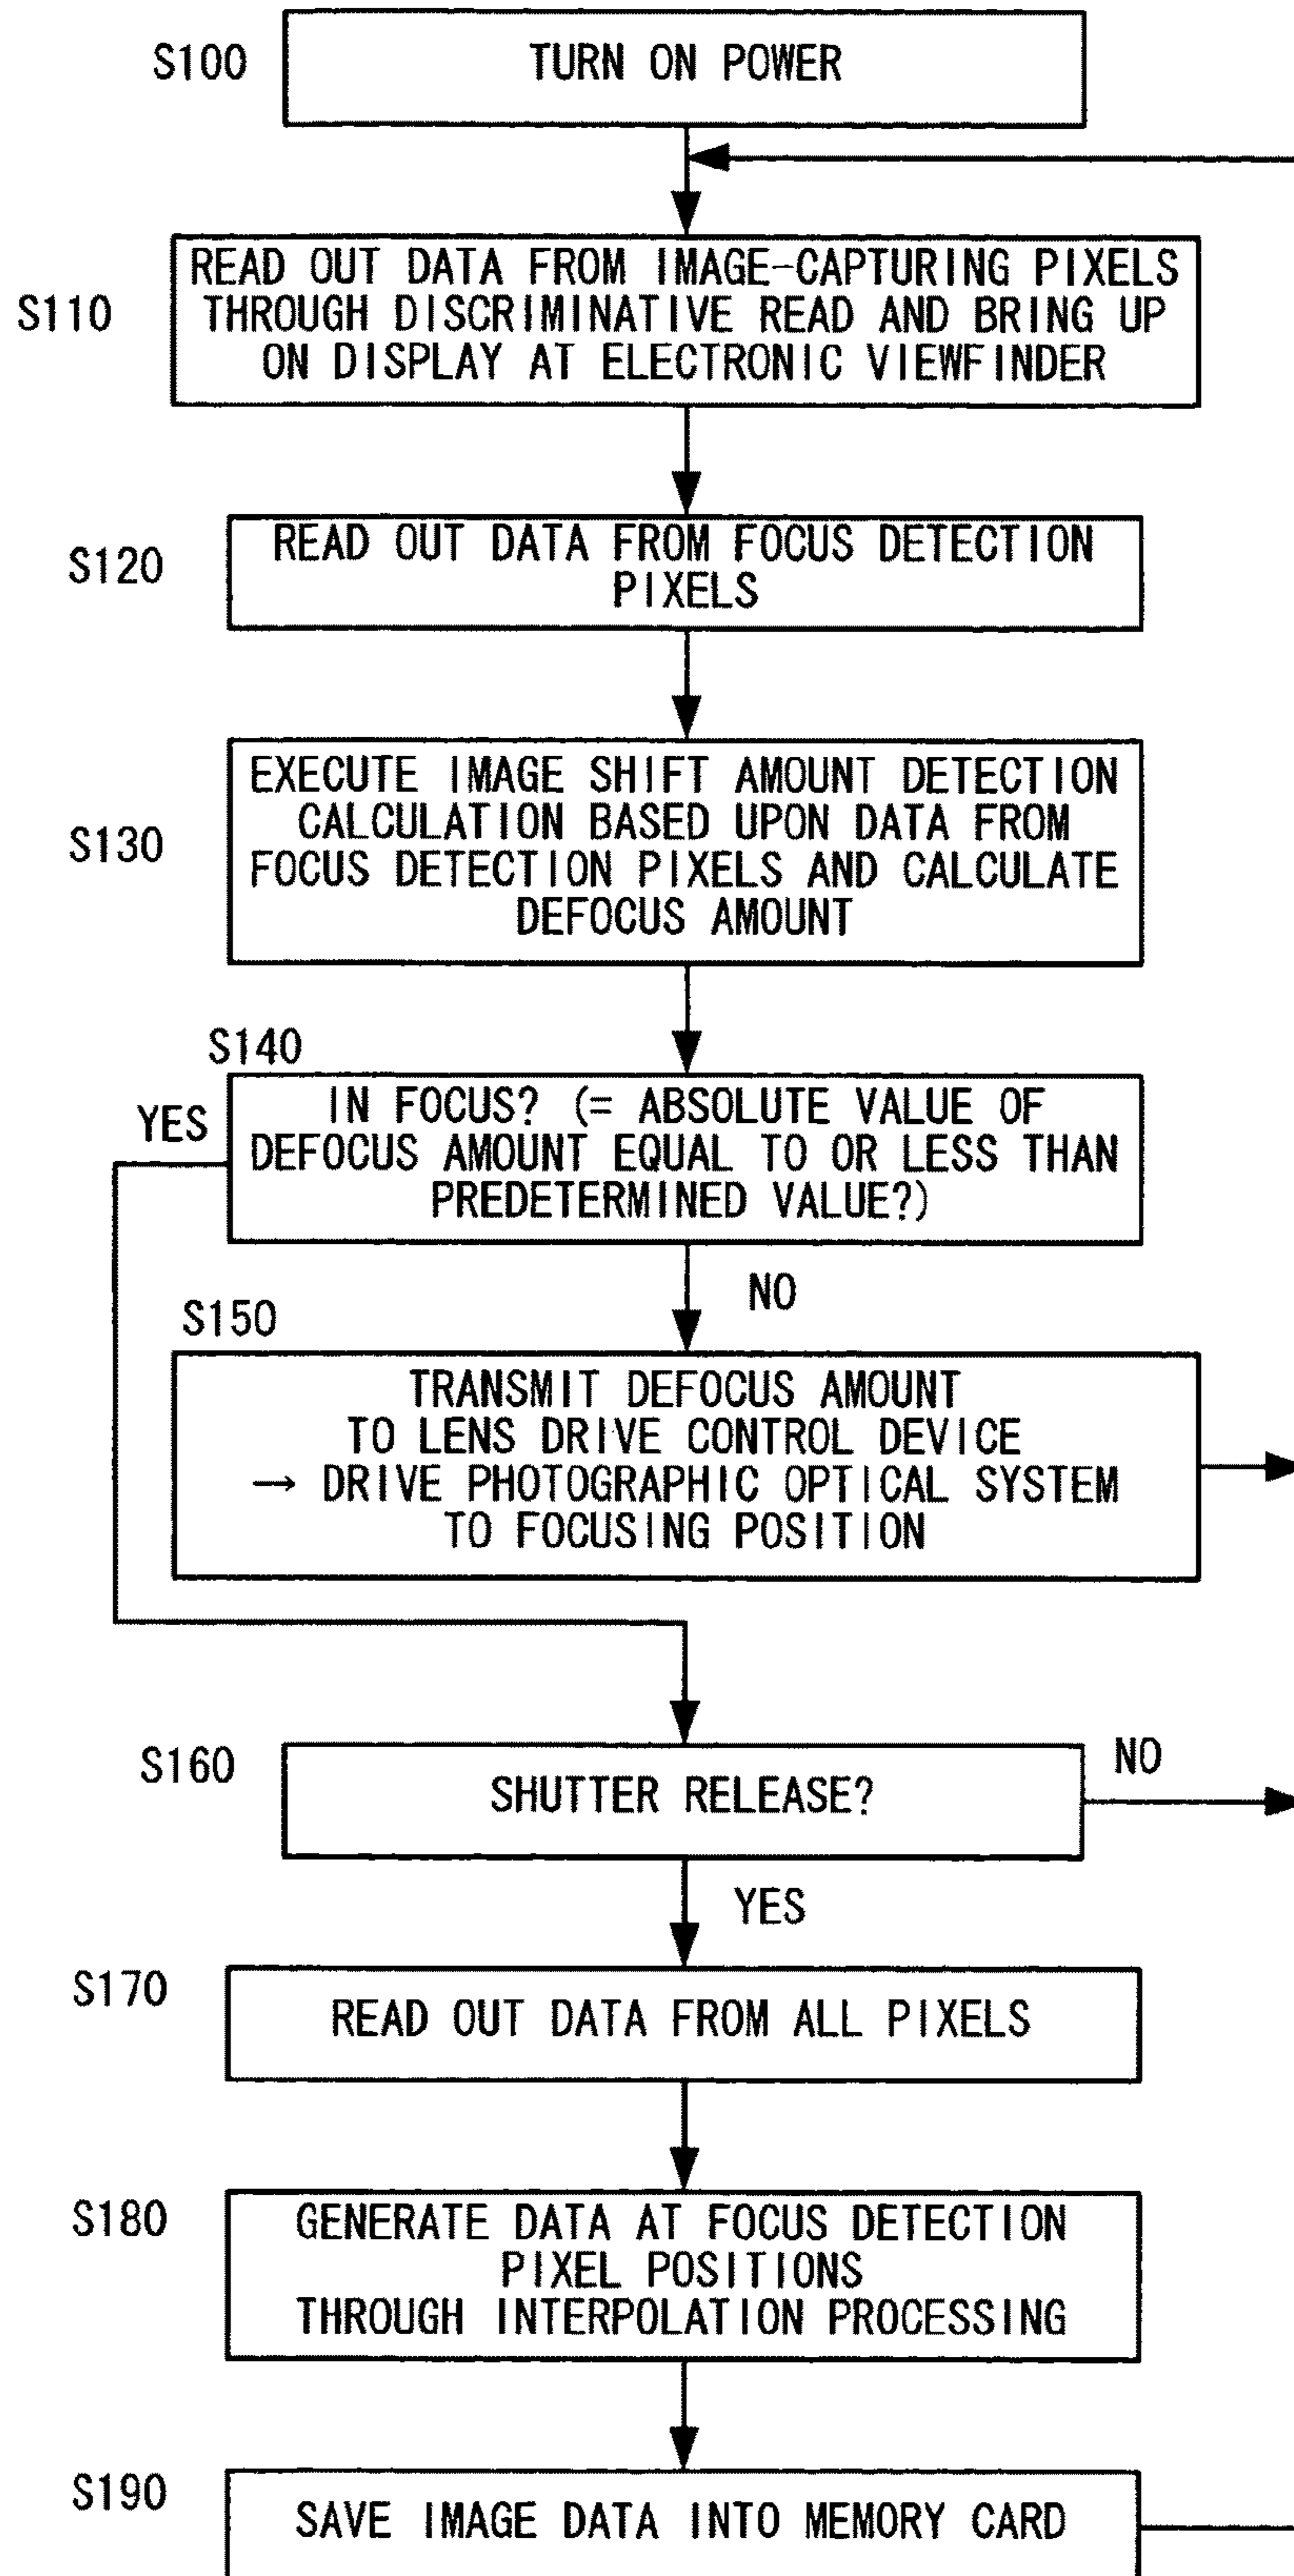 S100
TURN ON POWER
S110
READ OUT DATA FROM IMAGE-CAPTURING PIXELS
THROUGH DISCRIMINATIVE READ AND BRING UP
ON DISPLAY AT ELECTRONIC VIEWFINDER
S120
READ OUT DATA FROM FOCUS DETECTION
PIXELS
S130
EXECUTE IMAGE SHIFT AMOUNT DETECTION
CALCULATION BASED UPON DATA FROM
FOCUS DETECTION PIXELS AND CALCULATE
DEFOCUS AMOUNT
S140
YES
IN FOCUS? (= ABSOLUTE VALUE OF
DEFOCUS AMOUNT EQUAL TO OR LESS THAN
PREDETERMINED VALUE?)
NO
S150
TRANSMIT DEFOCUS AMOUNT
TO LENS DRIVE CONTROL DEVICE
→ DRIVE PHOTOGRAPHIC OPTICAL SYSTEM
TO FOCUSING POSITION
S160
SHUTTER RELEASE?
NO
YES
S170
READ OUT DATA FROM ALL PIXELS
S180
GENERATE DATA AT FOCUS DETECTION
PIXEL POSITIONS
THROUGH INTERPOLATION PROCESSING
S190
SAVE IMAGE DATA INTO MEMORY CARD